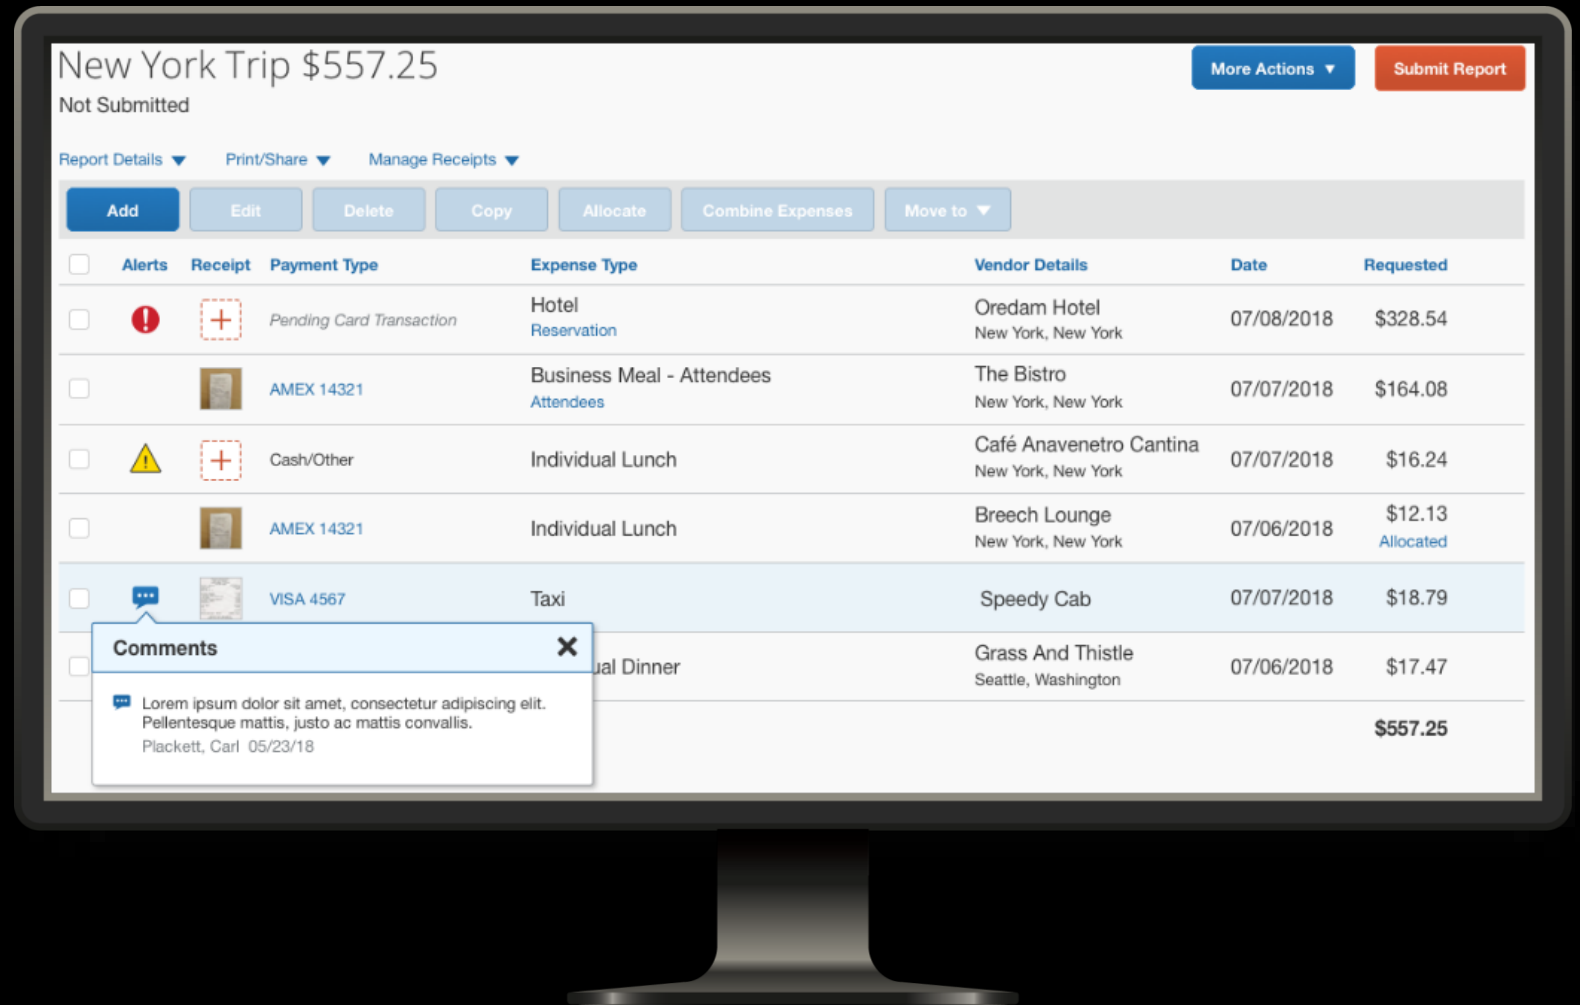 New York Trip $557.25
More Actions
Submit Report
Not Submitted
Report Details
Print/Share
Manage Receipts
Add
Edit
Delete
Copy
Allocate
Combine Expenses
Move to
Alerts Receipt Payment Type Expense Type Vendor Details Date Requested
Pending Card Transaction
Hotel
Reservation
Oredam Hotel
New York, New York
07/08/2018
$328.54
AMEX 14321
Business Meal - Attendees
Attendees
The Bistro
New York, New York
07/07/2018
$164.08
Cash/Other
Individual Lunch
Café Anavenetro Cantina
New York, New York
07/07/2018
$16.24
AMEX 14321
Individual Lunch
Breech Lounge
New York, New York
07/06/2018
$12.13
Allocated
VISA 4567
Taxi
Speedy Cab
07/07/2018
$18.79
ual Dinner
Grass And Thistle
Seattle, Washington
07/06/2018
$17.47
$557.25
Comments
Lorem ipsum dolor sit amet, consectetur adipiscing elit.
Pellentesque mattis, justo ac mattis convallis.
Plackett, Carl 05/23/18